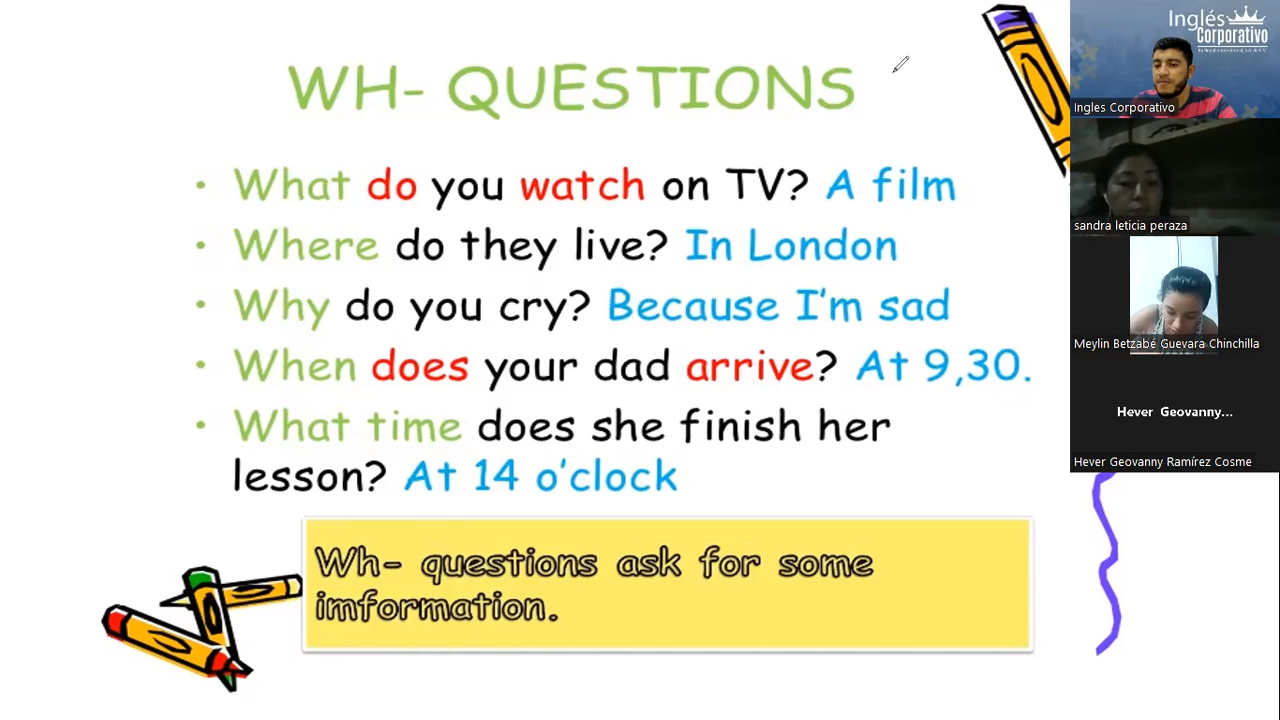 WH- QUESTIONS
• What do you watch on TV? A film
• Where do they live? In London
• Why do you cry? Because I'm sad
• When does your dad arrive? At 9,30.
• What time does she finish her
lesson? At 14 o'clock
Wh- questions ask for some
imformation.
Inglés
Corporativo
Ingles Corporativo
sandra leticia peraza
Meylin Betzabé Guevara Chinchilla
Hever Geovanny...
Hever Geovanny Ramírez Cosme